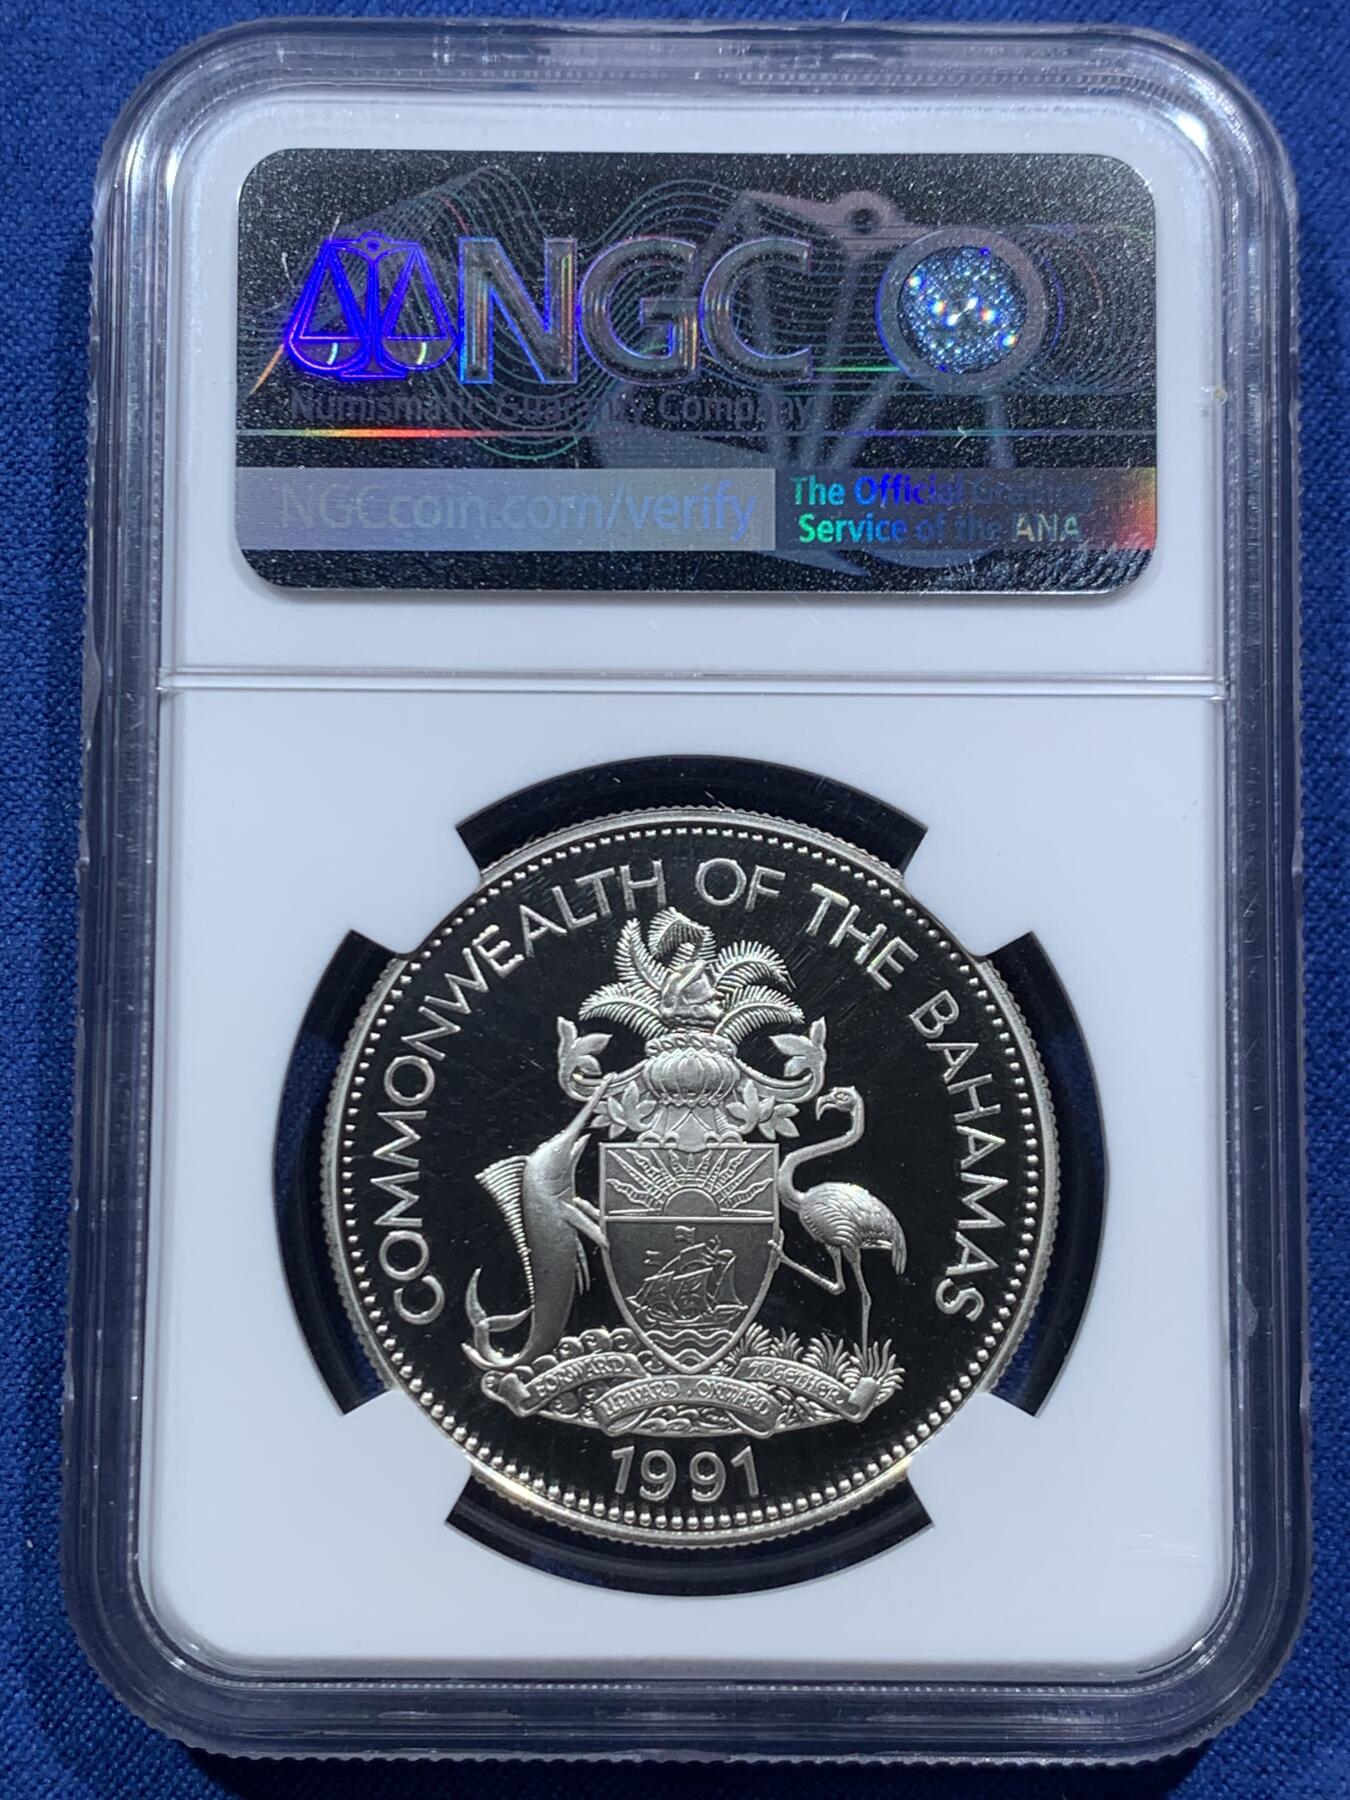 NGC
Numismatic Guaranty Company
NGCcoin.com/verify
The Official Grading
Service of the ANA
COMMONWEALTH OF THE BAHAMAS
FORWARD, UPWARD, ONWARD TOGETHER
1991